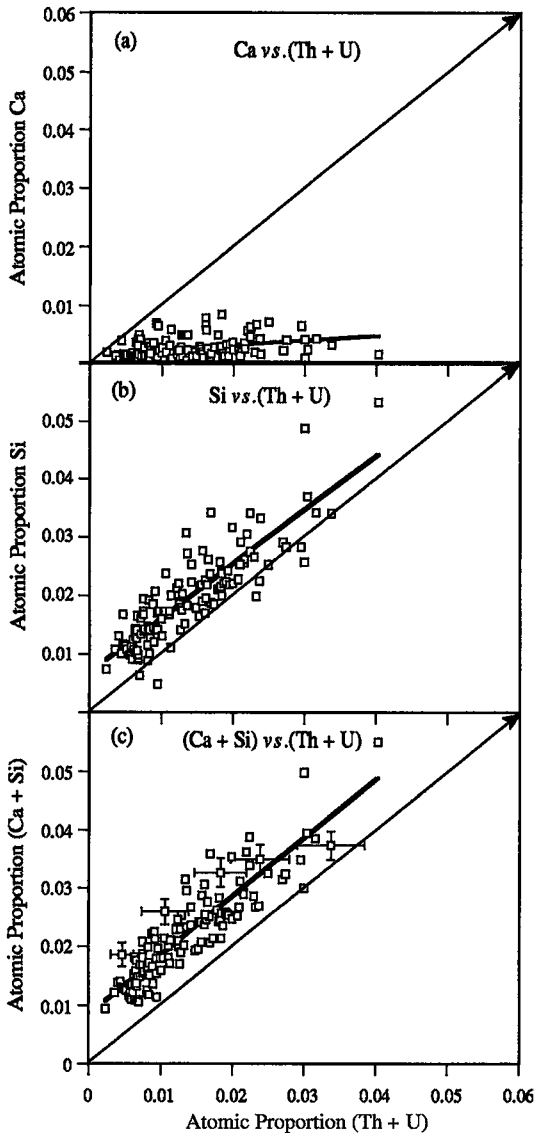 0.06
(a)
Ca vs.(Th + U)
0.05
0.04
0.03
0.02
0.01
Atomic Proportion Ca
(b)
Si vs.(Th + U)
0.05
0.04
0.03
0.02
0.01
Atomic Proportion Si
(c)
(Ca + Si) vs.(Th + U)
0.05
0.04
0.03
0.02
0.01
0
Atomic Proportion (Ca + Si)
0 0.01 0.02 0.03 0.04 0.05 0.06
Atomic Proportion (Th + U)